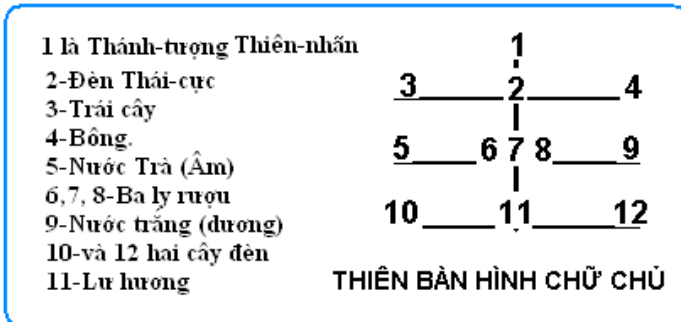 1 là Thánh-tượng Thiên-nhãn
2-Đèn Thái-cực
3-Trái cây
4-Bông.
5-Nước Trà (Âm)
6,7, 8-Ba ly rượu
9-Nước trắng (dương)
10-và 12 hai cây đèn
11-Lư hương
1
3 2 4
5 6 7 8 9
10 11 12
THIÊN BÀN HÌNH CHỮ CHỦ